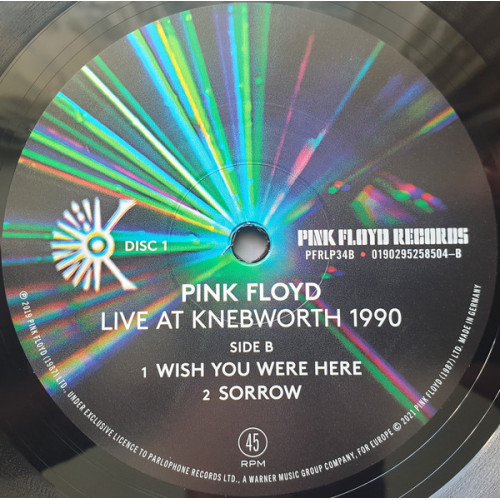 DISC 1
PINK FLOYD RECORDS
PFRLP34B • 0190295258504-B
PINK FLOYD
LIVE AT KNEBWORTH 1990
SIDE B
1 WISH YOU WERE HERE
2 SORROW
45
RPM
℗ 2019 PINK FLOYD (1987) LTD., UNDER EXCLUSIVE LICENCE TO PARLOPHONE RECORDS LTD., A WARNER MUSIC GROUP COMPANY, FOR EUROPE © 2021 PINK FLOYD (1987) LTD. MADE IN GERMANY